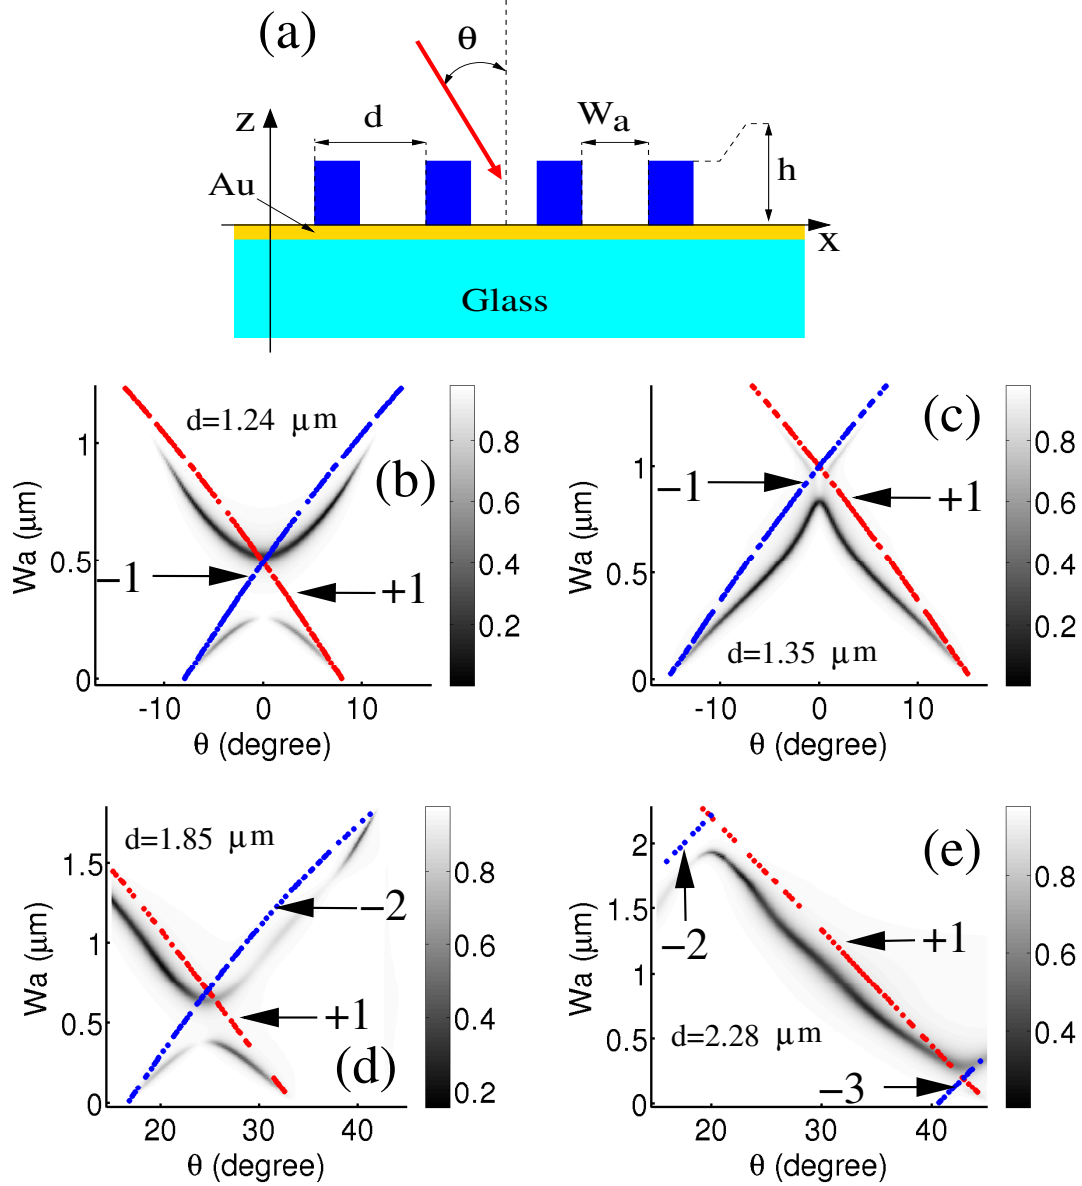 (a)
θ
z
d
Wa
h
Au
x
Glass
d=1.24 μm
(b)
−1
+1
1
0.5
0
-10 0 10
0.8
0.6
0.4
0.2
Wa (μm)
θ (degree)
(c)
−1
+1
d=1.35 μm
1
0.5
0
-10 0 10
0.8
0.6
0.4
0.2
Wa (μm)
θ (degree)
d=1.85 μm
−2
+1
(d)
1.5
1
0.5
0
20 30 40
0.8
0.6
0.4
0.2
Wa (μm)
θ (degree)
(e)
−2
+1
d=2.28 μm
−3
2
1.5
1
0.5
0
20 30 40
0.8
0.6
0.4
Wa (μm)
θ (degree)